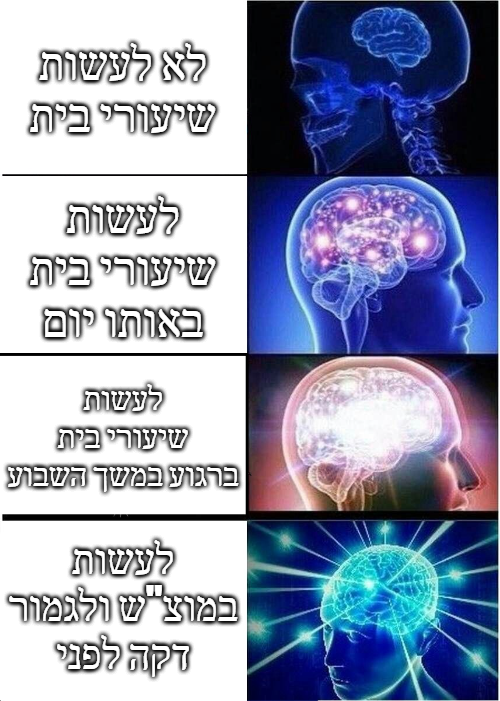 לא לעשות
שיעורי בית
לעשות
שיעורי בית
באותו יום
לעשות
שיעורי בית
ברגוע במשך השבוע
לעשות
במוצ"ש ולגמור
דקה לפני